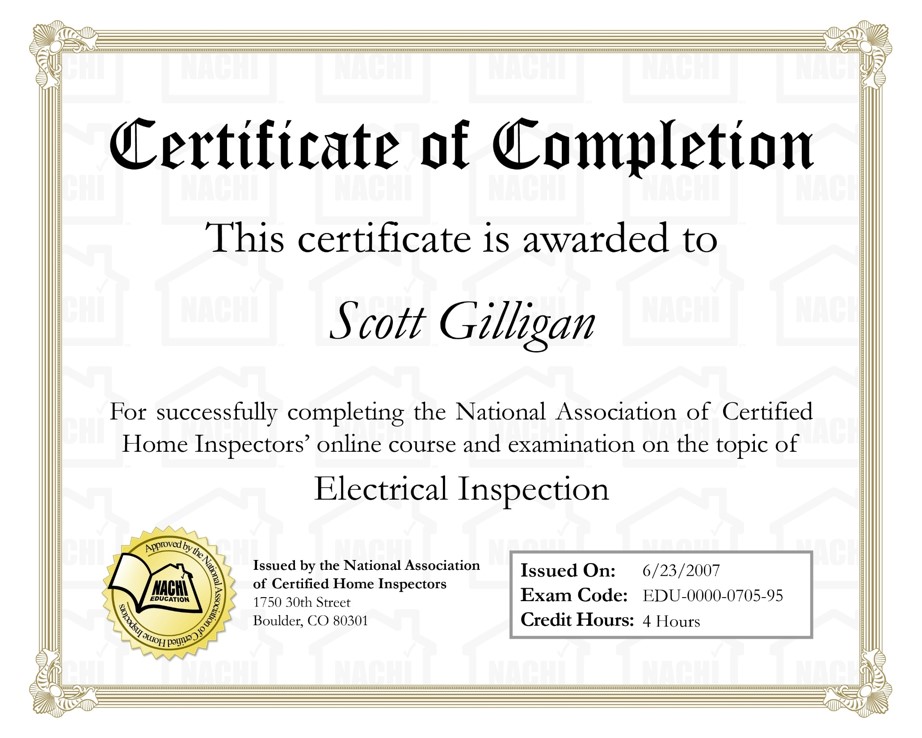 Certificate of Completion
This certificate is awarded to
Scott Gilligan
For successfully completing the National Association of Certified
Home Inspectors’ online course and examination on the topic of
Electrical Inspection
Approved by the National Association of Certified Home Inspectors
NACHI
EDUCATION
Issued by the National Association
of Certified Home Inspectors
1750 30th Street
Boulder, CO 80301
Issued On: 6/23/2007
Exam Code: EDU-0000-0705-95
Credit Hours: 4 Hours